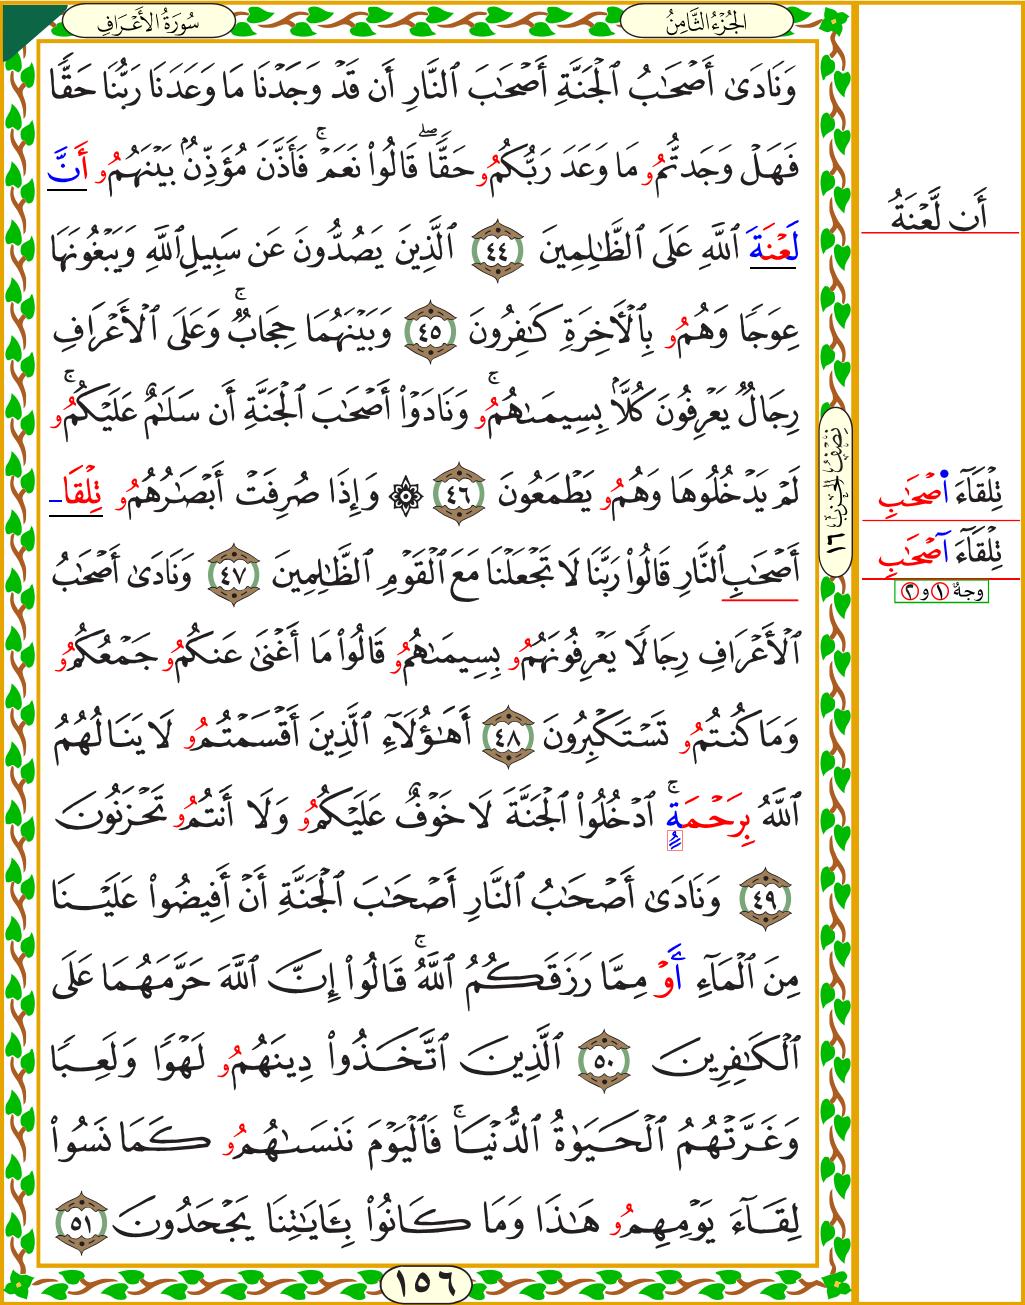 الجُزْءُ الثَّامِنُ
سُورَةُ الأَعْرَافِ
وَنَادَىٰٓ أَصۡحَٰبُ ٱلۡجَنَّةِ أَصۡحَٰبَ ٱلنَّارِ أَن قَدۡ وَجَدۡنَا مَا وَعَدَنَا رَبُّنَا حَقّٗا
فَهَلۡ وَجَدتُّمُۥ مَا وَعَدَ رَبُّكُمُۥ حَقّٗاۖ قَالُواْ نَعَمۡۚ فَأَذَّنَ مُؤَذِّنُۢ بَيۡنَهُمُۥ أَنَّ
لَعۡنَةَ ٱللَّهِ عَلَى ٱلظَّٰلِمِينَ ٤٤ ٱلَّذِينَ يَصُدُّونَ عَن سَبِيلِ ٱللَّهِ وَيَبۡغُونَهَا
عِوَجٗا وَهُمُۥ بِٱلۡأٓخِرَةِ كَٰفِرُونَ ٤٥ وَبَيۡنَهُمَا حِجَابٞۚ وَعَلَى ٱلۡأَعۡرَافِ
رِجَالٞ يَعۡرِفُونَ كُلَّۢا بِسِيمَىٰهُمُۥۚ وَنَادَوۡاْ أَصۡحَٰبَ ٱلۡجَنَّةِ أَن سَلَٰمٌ عَلَيۡكُمُۥۚ
لَمۡ يَدۡخُلُوهَا وَهُمُۥ يَطۡمَعُونَ ٤٦ ۞ وَإِذَا صُرِفَتۡ أَبۡصَٰرُهُمُۥ تِلۡقَا
أَصۡحَٰبِ ٱلنَّارِ قَالُواْ رَبَّنَا لَا تَجۡعَلۡنَا مَعَ ٱلۡقَوۡمِ ٱلظَّٰلِمِينَ ٤٧ وَنَادَىٰٓ أَصۡحَٰبُ
ٱلۡأَعۡرَافِ رِجَالٗا يَعۡرِفُونَهُمُۥ بِسِيمَىٰهُمُۥ قَالُواْ مَآ أَغۡنَىٰ عَنكُمُۥ جَمۡعُكُمُۥ
وَمَا كُنتُمُۥ تَسۡتَكۡبِرُونَ ٤٨ أَهَٰٓؤُلَآءِ ٱلَّذِينَ أَقۡسَمۡتُمُۥ لَا يَنَالُهُمُ
ٱللَّهُ بِرَحۡمَةٍۚ ٱدۡخُلُواْ ٱلۡجَنَّةَ لَا خَوۡفٌ عَلَيۡكُمُۥ وَلَآ أَنتُمُۥ تَحۡزَنُونَ
٤٩ وَنَادَىٰٓ أَصۡحَٰبُ ٱلنَّارِ أَصۡحَٰبَ ٱلۡجَنَّةِ أَنۡ أَفِيضُواْ عَلَيۡنَا
مِنَ ٱلۡمَآءِ أَوۡ مِمَّا رَزَقَكُمُ ٱللَّهُۚ قَالُوٓاْ إِنَّ ٱللَّهَ حَرَّمَهُمَا عَلَى
ٱلۡكَٰفِرِينَ ٥٠ ٱلَّذِينَ ٱتَّخَذُواْ دِينَهُمُۥ لَهۡوٗا وَلَعِبٗا
وَغَرَّتۡهُمُ ٱلۡحَيَوٰةُ ٱلدُّنۡيَاۚ فَٱلۡيَوۡمَ نَنسَىٰهُمُۥ كَمَا نَسُواْ
لِقَآءَ يَوۡمِهِمُۥ هَٰذَا وَمَا كَانُواْ بِـَٔايَٰتِنَا يَجۡحَدُونَ ٥١
١٥٦
نِصْفُ الحِزْبِ ١٦
أَن لَّعۡنَةُ
تِلۡقَآءَ ا۬صۡحَٰبِ
تِلۡقَآءَ آصۡحَٰبِ
وجهٌ ١ و ٢